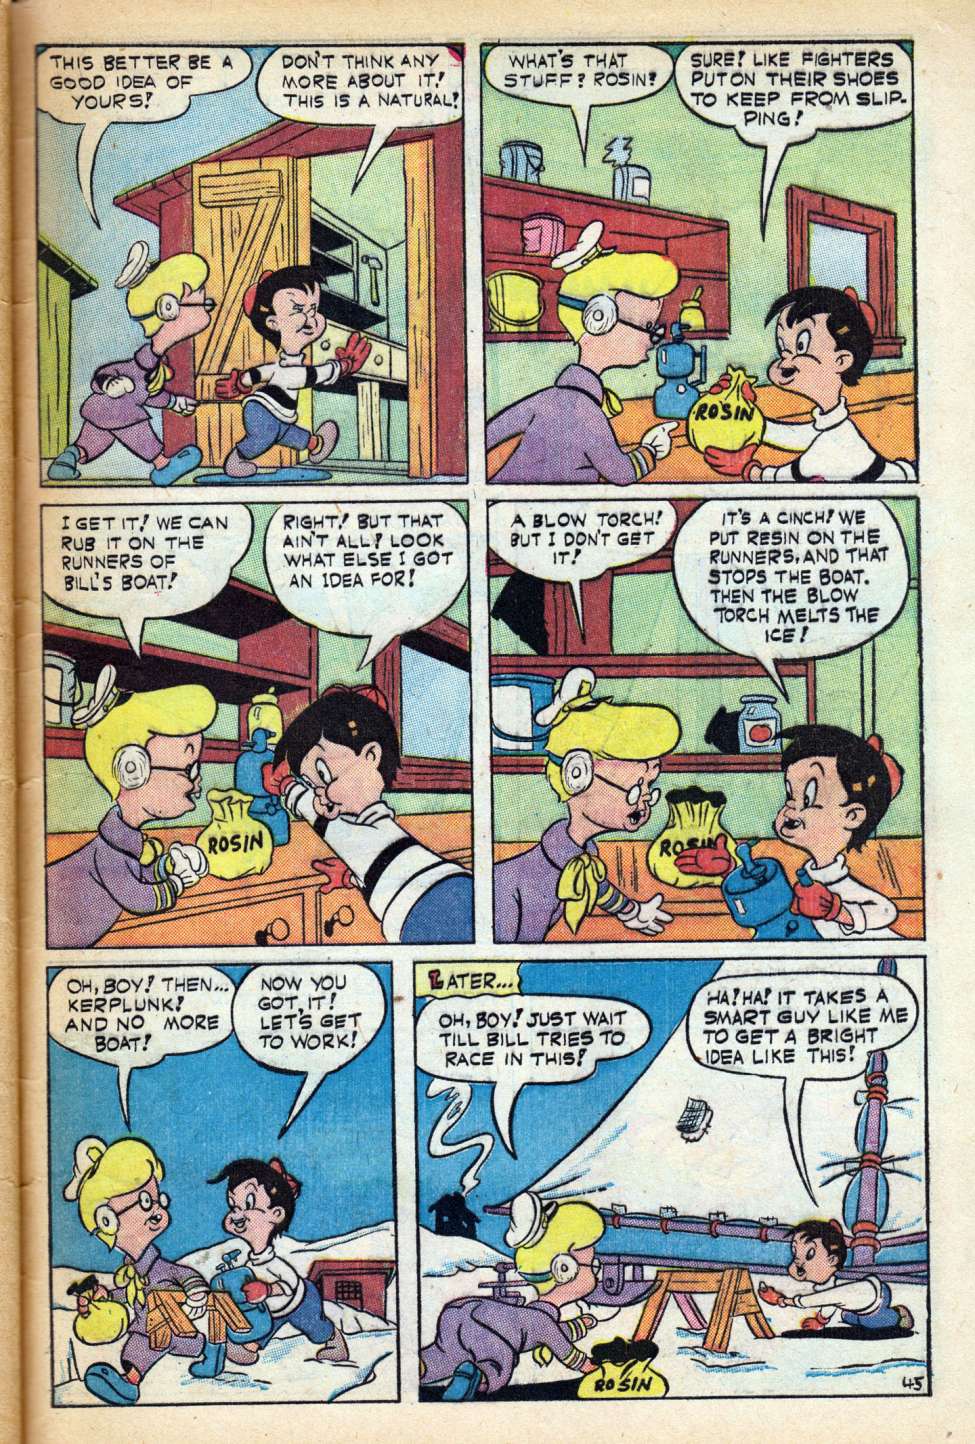 THIS BETTER BE A
GOOD IDEA OF
YOURS!
DON'T THINK ANY
MORE ABOUT IT!
THIS IS A NATURAL!
WHAT'S THAT
STUFF? ROSIN?
SURE! LIKE FIGHTERS
PUT ON THEIR SHOES
TO KEEP FROM SLIP-
PING!
ROSIN
I GET IT! WE CAN
RUB IT ON THE
RUNNERS OF
BILL'S BOAT!
RIGHT! BUT THAT
AIN'T ALL! LOOK
WHAT ELSE I GOT
AN IDEA FOR!
ROSIN
A BLOW TORCH!
BUT I DON'T GET
IT!
IT'S A CINCH! WE
PUT RESIN ON THE
RUNNERS, AND THAT
STOPS THE BOAT.
THEN THE BLOW
TORCH MELTS THE
ICE!
ROSIN
OH, BOY! THEN...
KERPLUNK!
AND NO MORE
BOAT!
NOW YOU
GOT, IT!
LET'S GET
TO WORK!
LATER...
OH, BOY! JUST WAIT
TILL BILL TRIES TO
RACE IN THIS!
HA! HA! IT TAKES A
SMART GUY LIKE ME
TO GET A BRIGHT
IDEA LIKE THIS!
ROSIN
45